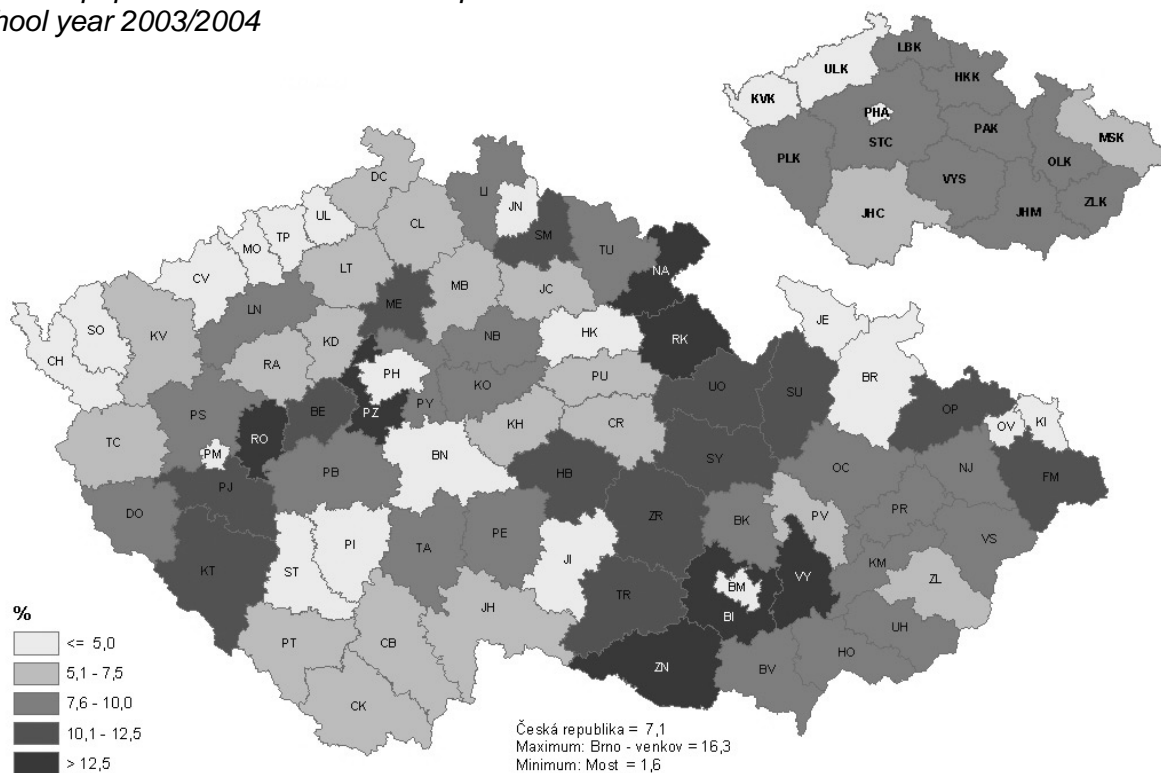 school year 2003/2004
LBK
ULK
HKK
KVK
PHA
MSK
PAK
STC
PLK
OLK
VYS
ZLK
JHC
JHM
DC
LI
JN
UL
CL
SM
TP
TU
MO
NA
LT
CV
MB
JC
ME
LN
SO
KV
HK
NB
JE
CH
KD
RK
RA
PH
PU
BR
KO
UO
SU
BE
PY
PZ
PS
OP
KI
OV
RO
KH
CR
TC
PM
BN
SY
OC
NJ
FM
PB
HB
PJ
DO
PR
ZR
BK
PV
VS
PI
TA
PE
JI
KM
VY
ZL
ST
KT
BM
TR
JH
BI
UH
PT
CB
HO
ZN
BV
CK
%
<= 5,0
5,1 - 7,5
7,6 - 10,0
10,1 - 12,5
> 12,5
Česká republika = 7,1
Maximum: Brno - venkov = 16,3
Minimum: Most = 1,6